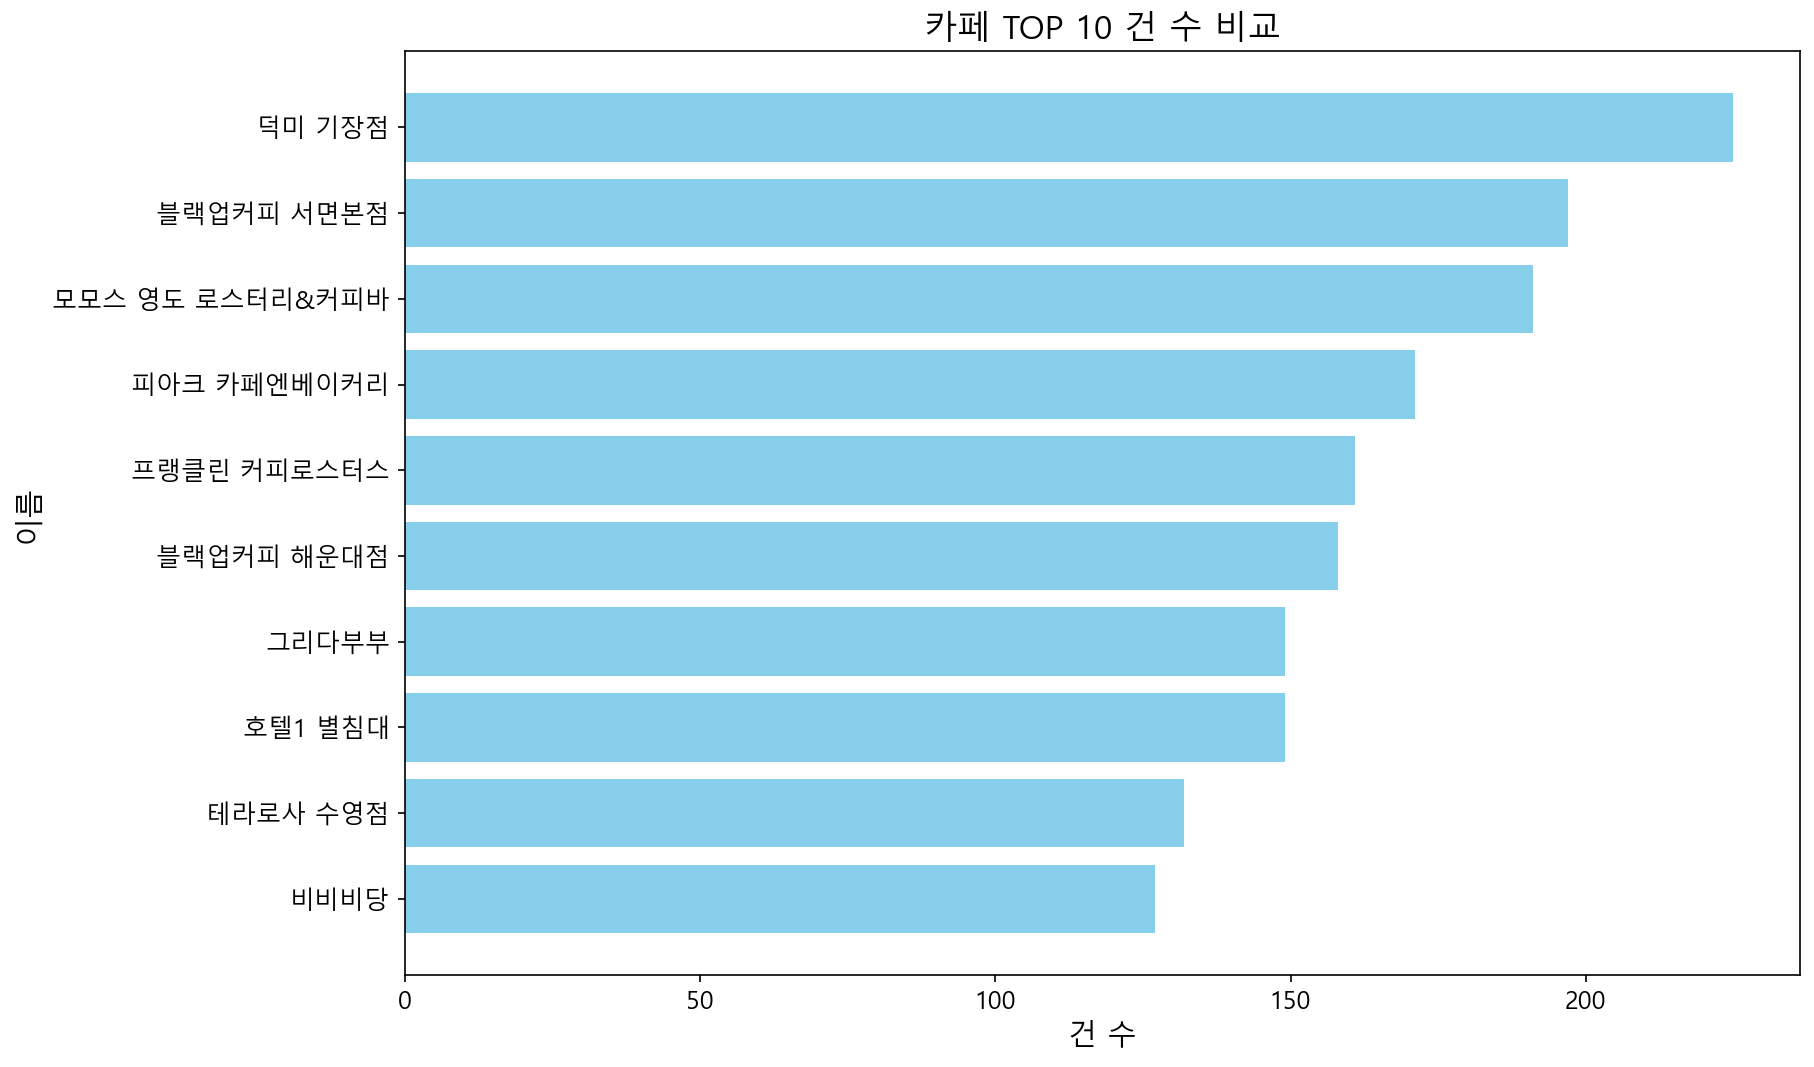 카페 TOP 10 건 수 비교
이름
덕미 기장점
블랙업커피 서면본점
모모스 영도 로스터리&커피바
피아크 카페엔베이커리
프랭클린 커피로스터스
블랙업커피 해운대점
그리다부부
호텔1 별침대
테라로사 수영점
비비비당
0 50 100 150 200
건 수